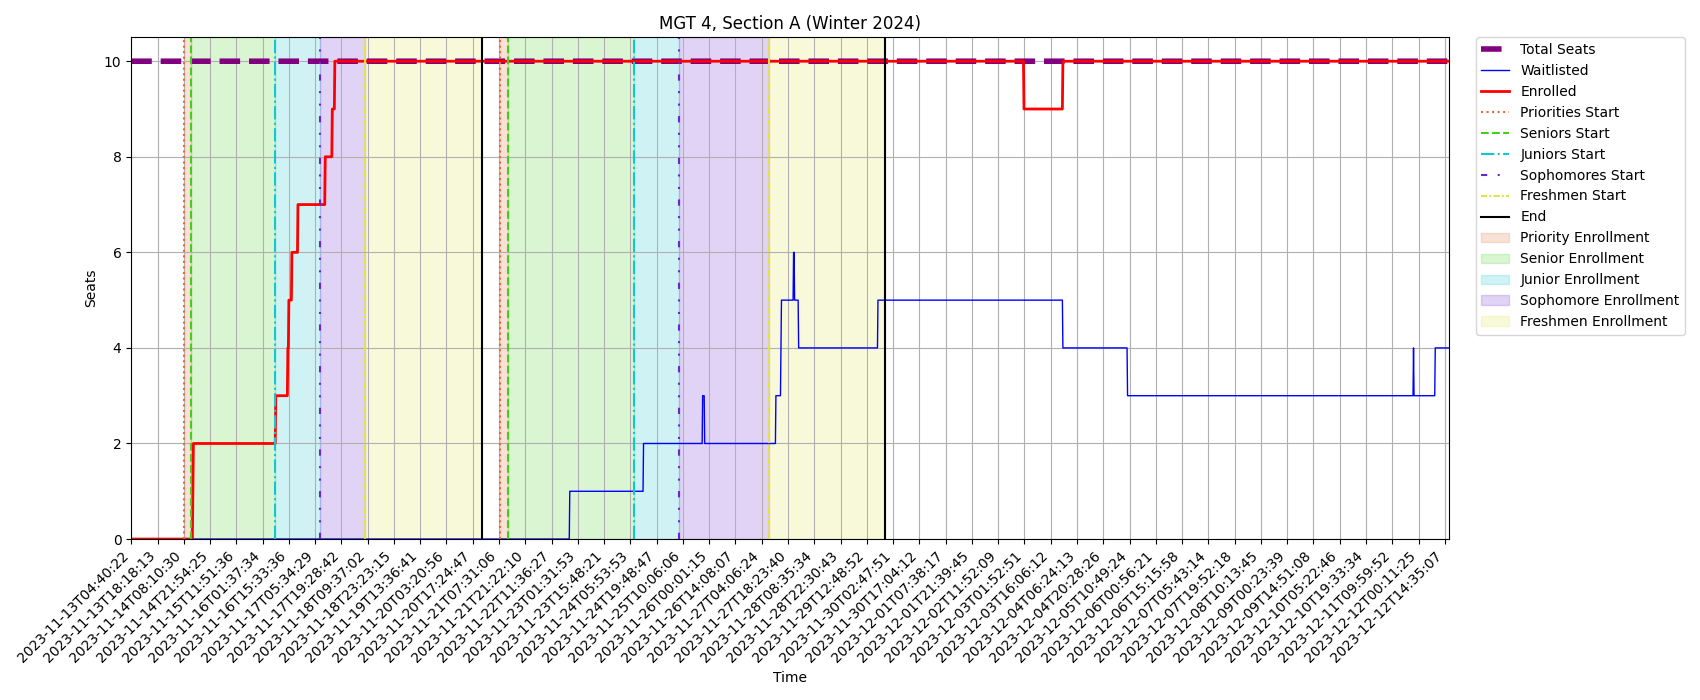 MGT 4, Section A (Winter 2024)
Seats
10
8
6
4
2
0
2023-11-13T04:40:22
2023-11-13T18:18:13
2023-11-14T08:10:30
2023-11-14T21:54:25
2023-11-15T11:51:36
2023-11-16T01:37:34
2023-11-16T15:33:36
2023-11-17T05:34:29
2023-11-17T19:28:42
2023-11-18T09:37:02
2023-11-18T23:23:15
2023-11-19T13:36:41
2023-11-20T03:20:56
2023-11-20T17:24:47
2023-11-21T07:31:06
2023-11-21T21:22:10
2023-11-22T11:36:27
2023-11-23T01:31:53
2023-11-23T15:48:21
2023-11-24T05:53:53
2023-11-24T19:48:47
2023-11-25T10:06:06
2023-11-26T00:01:15
2023-11-26T14:08:07
2023-11-27T04:06:24
2023-11-27T18:23:40
2023-11-28T08:35:34
2023-11-28T22:30:43
2023-11-29T12:48:52
2023-11-30T02:47:51
2023-11-30T17:04:12
2023-12-01T07:38:17
2023-12-01T21:39:45
2023-12-02T11:52:09
2023-12-03T01:52:51
2023-12-03T16:06:12
2023-12-04T06:24:13
2023-12-04T20:28:26
2023-12-05T10:49:24
2023-12-06T00:56:21
2023-12-06T15:15:58
2023-12-07T05:43:14
2023-12-07T19:52:18
2023-12-08T10:13:45
2023-12-09T00:23:39
2023-12-09T14:51:08
2023-12-10T05:22:46
2023-12-10T19:33:34
2023-12-11T09:59:52
2023-12-12T00:11:25
2023-12-12T14:35:07
Time
Total Seats
Waitlisted
Enrolled
Priorities Start
Seniors Start
Juniors Start
Sophomores Start
Freshmen Start
End
Priority Enrollment
Senior Enrollment
Junior Enrollment
Sophomore Enrollment
Freshmen Enrollment